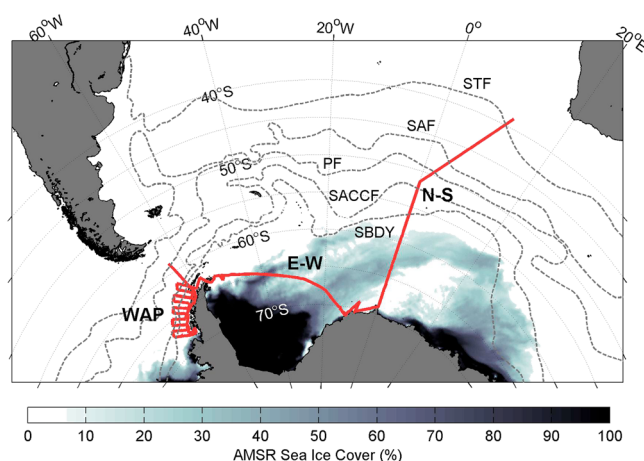 60°W
40°W
20°W
0°
20°E
40°S
STF
SAF
50°S
PF
N-S
SACCF
SBDY
60°S
E-W
WAP
70°S
0 10 20 30 40 50 60 70 80 90 100
AMSR Sea Ice Cover (%)